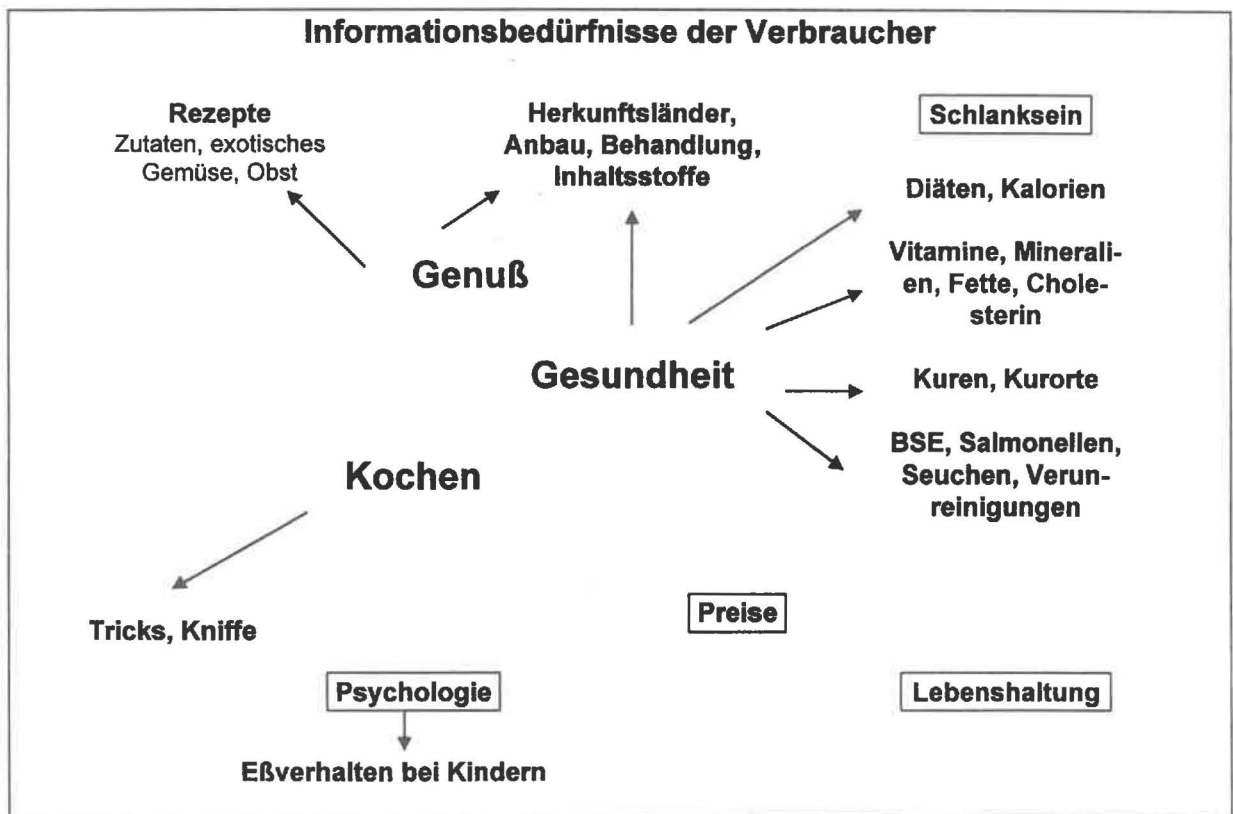 Informationsbedürfnisse der Verbraucher
Rezepte
Zutaten, exotisches
Gemüse, Obst
Herkunftsländer,
Anbau, Behandlung,
Inhaltsstoffe
Schlanksein
Diäten, Kalorien
Genuß
Vitamine, Minerali-
en, Fette, Chole-
sterin
Gesundheit
Kuren, Kurorte
Kochen
BSE, Salmonellen,
Seuchen, Verun-
reinigungen
Tricks, Kniffe
Preise
Psychologie
Lebenshaltung
Eßverhalten bei Kindern